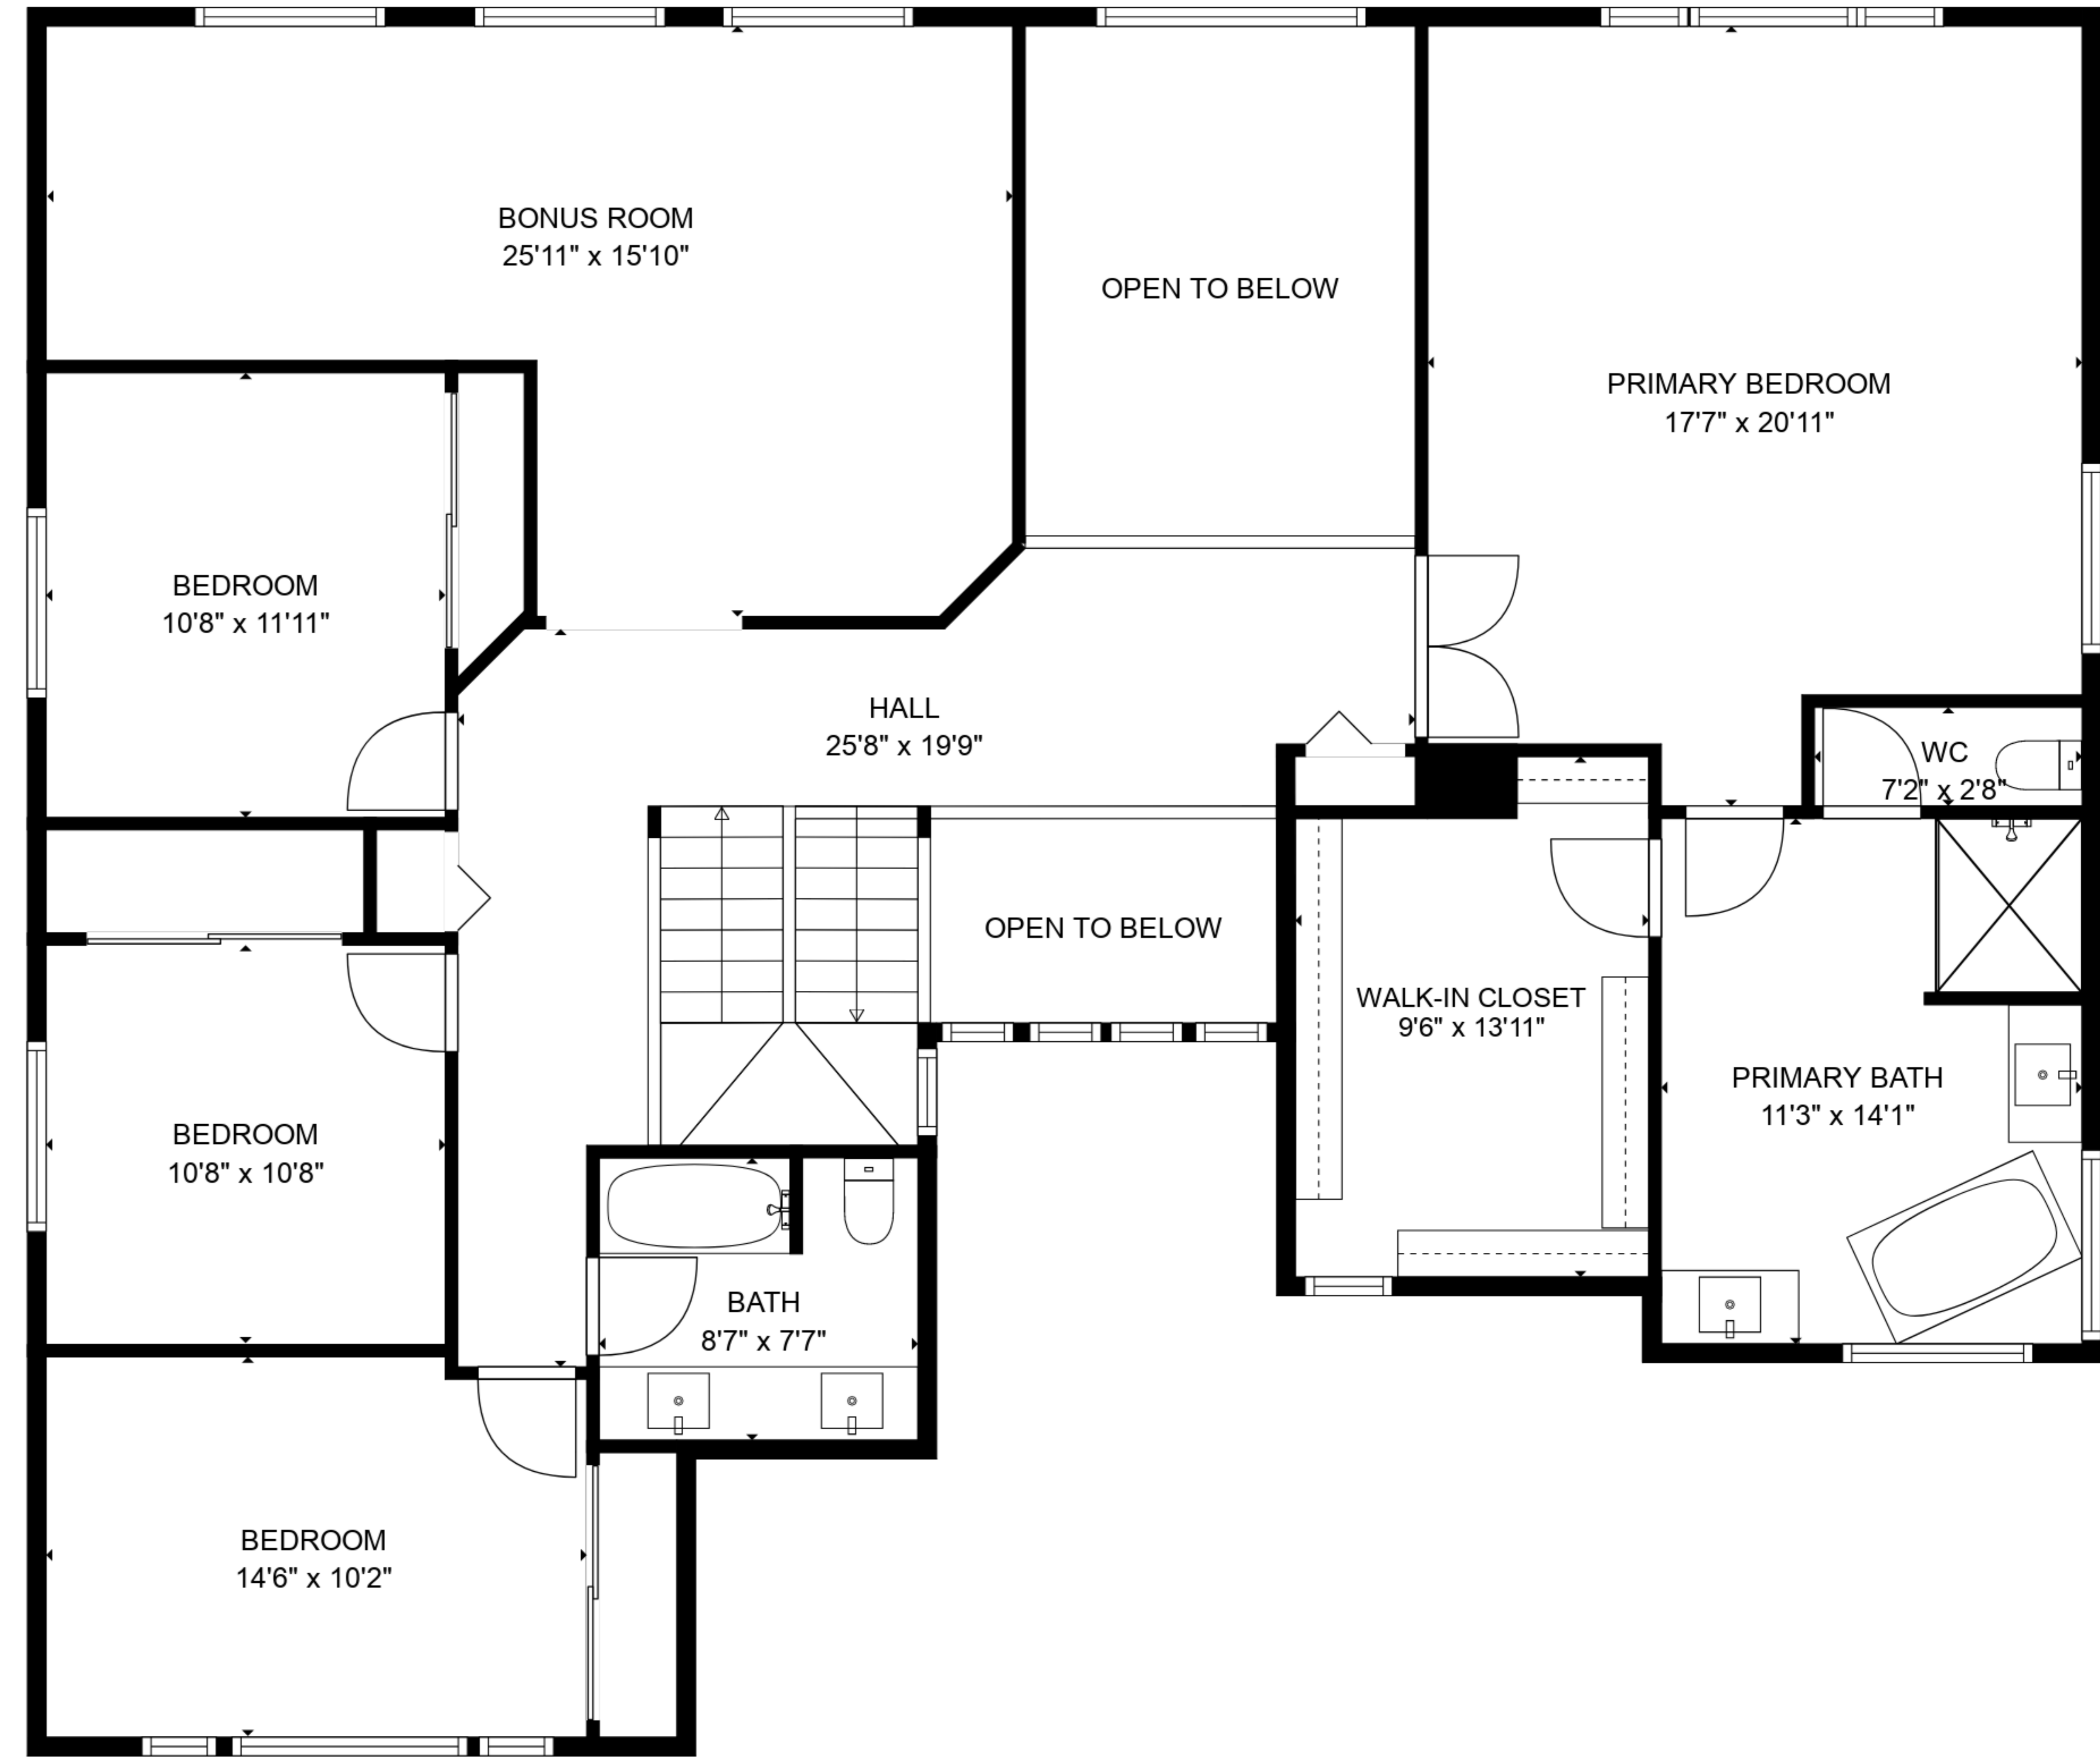 BONUS ROOM
25'11" x 15'10"
OPEN TO BELOW
PRIMARY BEDROOM
17'7" x 20'11"
BEDROOM
10'8" x 11'11"
HALL
25'8" x 19'9"
WC
7'2" x 2'8"
OPEN TO BELOW
WALK-IN CLOSET
9'6" x 13'11"
PRIMARY BATH
11'3" x 14'1"
BEDROOM
10'8" x 10'8"
BATH
8'7" x 7'7"
BEDROOM
14'6" x 10'2"